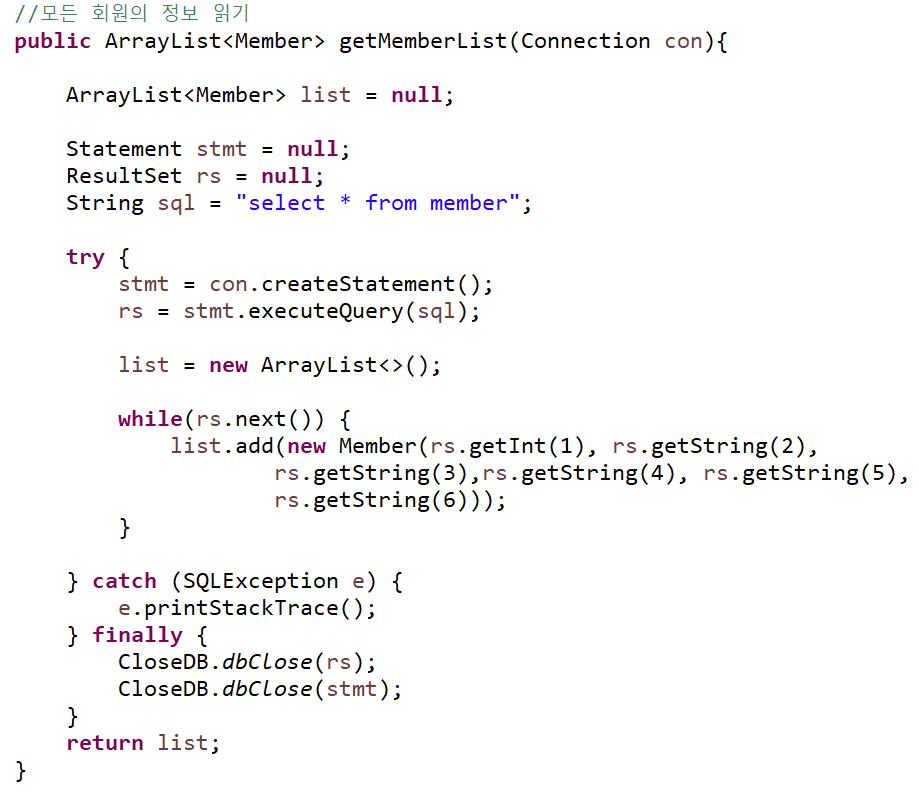 //모든 회원의 정보 읽기
public ArrayList<Member> getMemberList(Connection con){
ArrayList<Member> list = null;
Statement stmt = null;
ResultSet rs = null;
String sql = "select * from member";
try {
stmt = con.createStatement();
rs = stmt.executeQuery(sql);
list = new ArrayList<>();
while(rs.next()) {
list.add(new Member(rs.getInt(1), rs.getString(2),
rs.getString(3),rs.getString(4), rs.getString(5),
rs.getString(6)));
}
} catch (SQLException e) {
e.printStackTrace();
} finally {
CloseDB.dbClose(rs);
CloseDB.dbClose(stmt);
}
return list;
}